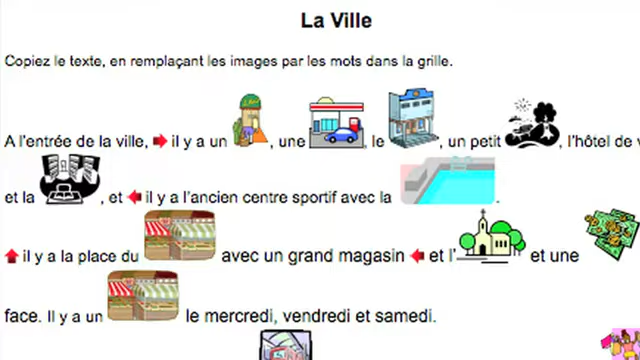 La Ville
Copiez le texte, en remplaçant les images par les mots dans la grille.
A l'entrée de la ville, il y a un , une , le , un petit , l'hôtel de
et la , et il y a l'ancien centre sportif avec la .
il y a la place du avec un grand magasin et l' et une
face. Il y a un le mercredi, vendredi et samedi.